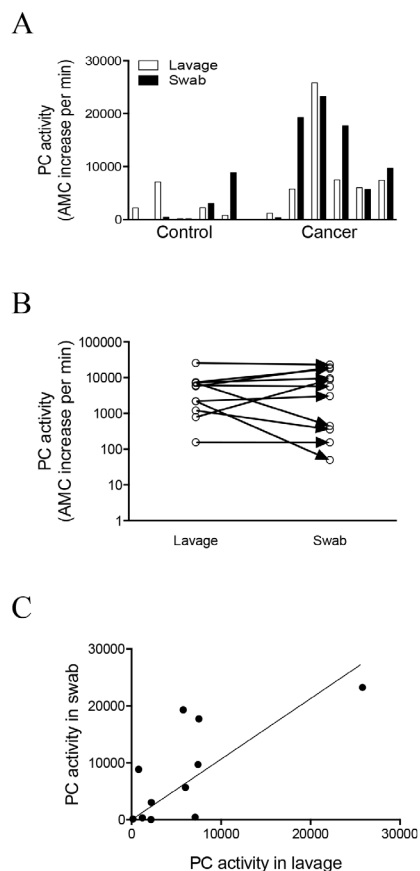 A
PC activity
(AMC increase per min)
30000
20000
10000
0
Lavage
Swab
Control
Cancer
B
PC activity
(AMC increase per min)
100000
10000
1000
100
10
1
Lavage
Swab
C
PC activity in swab
30000
20000
10000
0
0
10000
20000
30000
PC activity in lavage